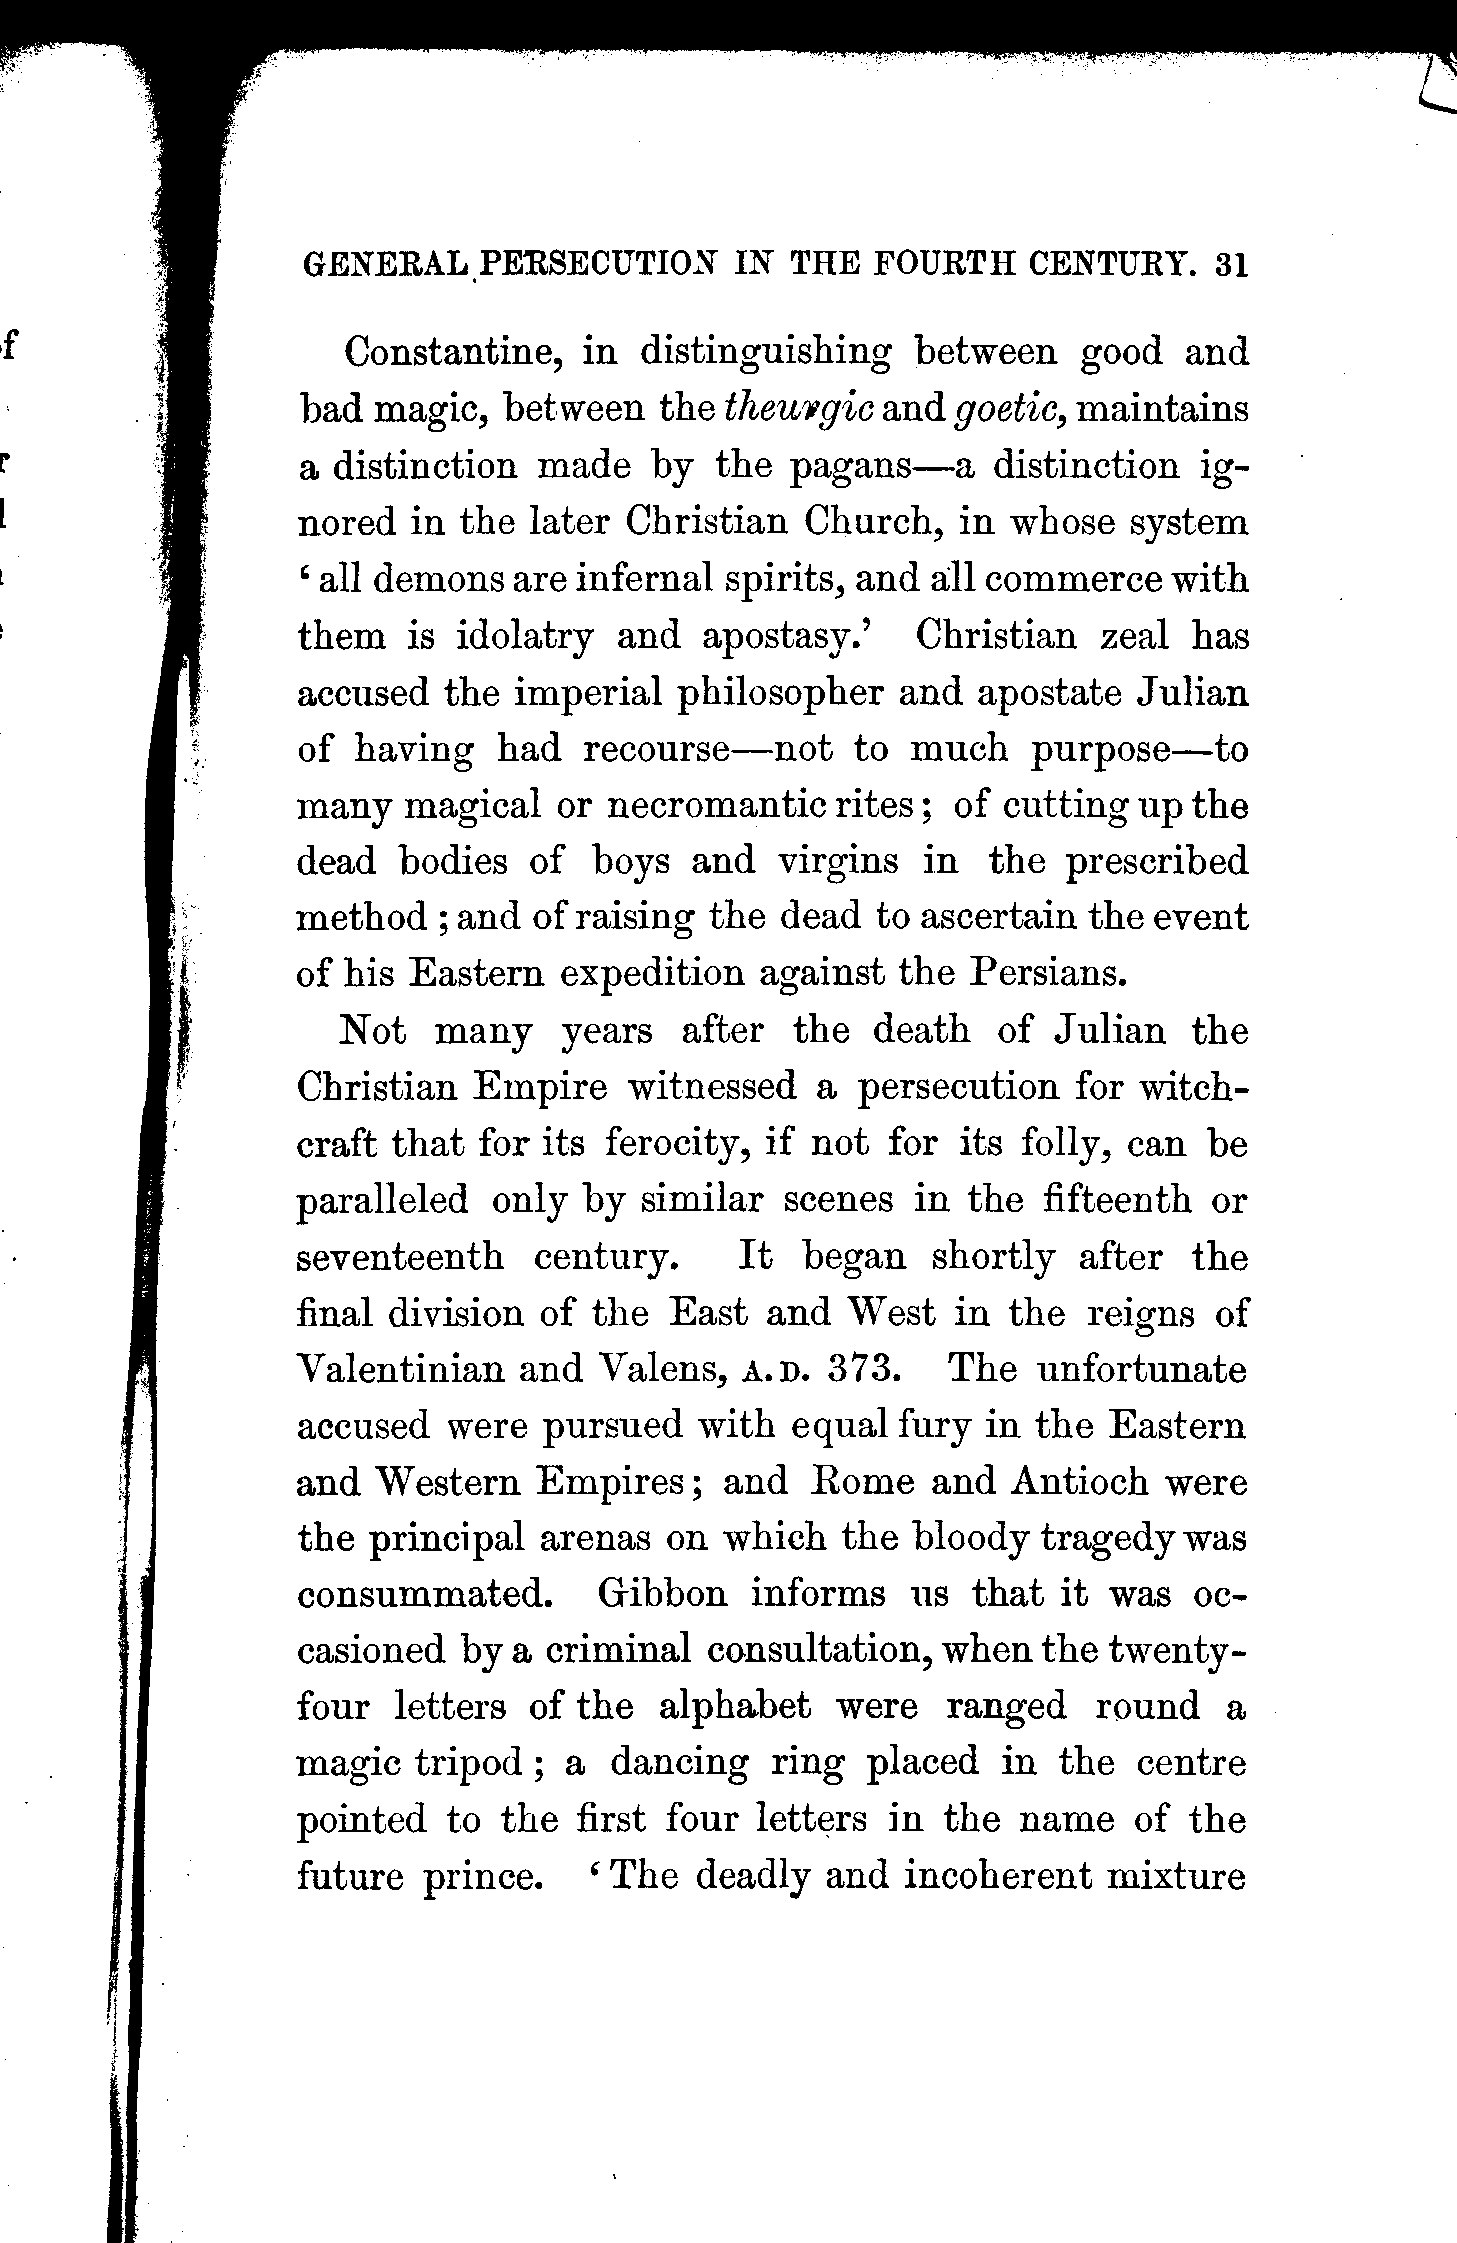 GENERAL PERSECUTION IN THE FOURTH CENTURY. 31
Constantine, in distinguishing between good and
bad magic, between the theurgic and goetic, maintains
a distinction made by the pagans—a distinction ig-
nored in the later Christian Church, in whose system
‘all demons are infernal spirits, and all commerce with
them is idolatry and apostasy.’ Christian zeal has
accused the imperial philosopher and apostate Julian
of having had recourse—not to much purpose—to
many magical or necromantic rites; of cutting up the
dead bodies of boys and virgins in the prescribed
method; and of raising the dead to ascertain the event
of his Eastern expedition against the Persians.
Not many years after the death of Julian the
Christian Empire witnessed a persecution for witch-
craft that for its ferocity, if not for its folly, can be
paralleled only by similar scenes in the fifteenth or
seventeenth century. It began shortly after the
final division of the East and West in the reigns of
Valentinian and Valens, A.D. 373. The unfortunate
accused were pursued with equal fury in the Eastern
and Western Empires; and Rome and Antioch were
the principal arenas on which the bloody tragedy was
consummated. Gibbon informs us that it was oc-
casioned by a criminal consultation, when the twenty-
four letters of the alphabet were ranged round a
magic tripod; a dancing ring placed in the centre
pointed to the first four letters in the name of the
future prince. ‘The deadly and incoherent mixture